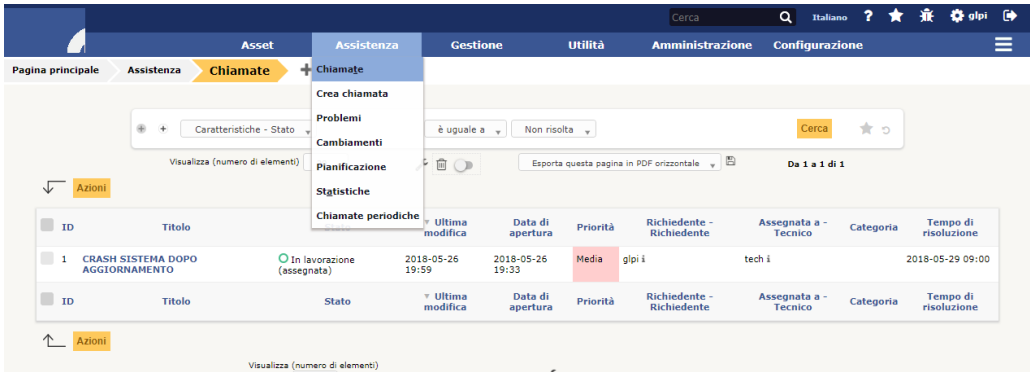 Cerca
Italiano
?
glpi
Asset
Assistenza
Gestione
Utilità
Amministrazione
Configurazione
Pagina principale
Assistenza
Chiamate
Chiamate
Crea chiamata
Problemi
Cambiamenti
Pianificazione
Statistiche
Chiamate periodiche
Caratteristiche - Stato
è uguale a
Non risolta
Cerca
Visualizza (numero di elementi)
Esporta questa pagina in PDF orizzontale
Da 1 a 1 di 1
Azioni
ID
Titolo
Ultima
modifica
Data di
apertura
Priorità
Richiedente -
Richiedente
Assegnata a -
Tecnico
Categoria
Tempo di
risoluzione
1
CRASH SISTEMA DOPO
AGGIORNAMENTO
In lavorazione
(assegnata)
2018-05-26
19:59
2018-05-26
19:33
Media
glpi i
tech i
2018-05-29 09:00
ID
Titolo
Stato
Ultima
modifica
Data di
apertura
Priorità
Richiedente -
Richiedente
Assegnata a -
Tecnico
Categoria
Tempo di
risoluzione
Azioni
Visualizza (numero di elementi)